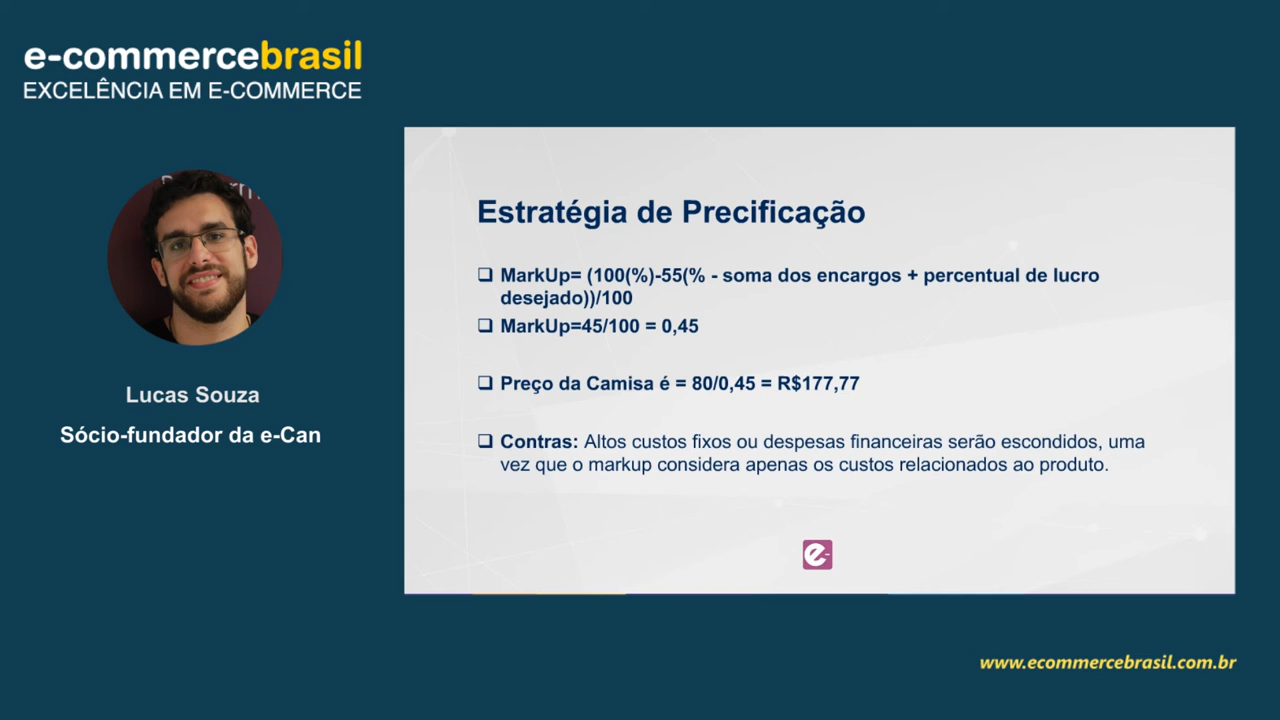 e-commercebrasil
EXCELÊNCIA EM E-COMMERCE
Lucas Souza
Sócio-fundador da e-Can
Estratégia de Precificação
❑ MarkUp= (100(%)-55(% - soma dos encargos + percentual de lucro
desejado))/100
❑ MarkUp=45/100 = 0,45
❑ Preço da Camisa é = 80/0,45 = R$177,77
❑ Contras: Altos custos fixos ou despesas financeiras serão escondidos, uma
vez que o markup considera apenas os custos relacionados ao produto.
e-
www.ecommercebrasil.com.br